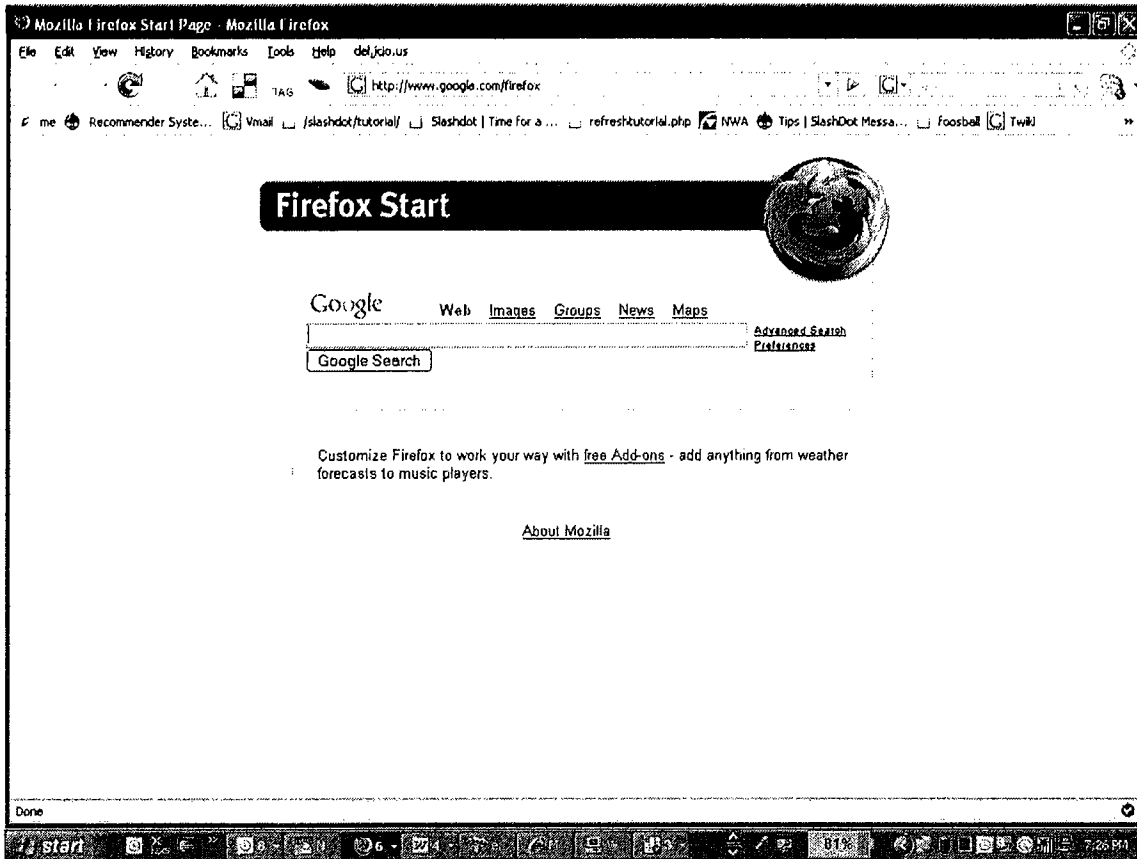 Mozilla Firefox Start Page - Mozilla Firefox
File Edit View History Bookmarks Tools Help del.icio.us
TAG http://www.google.com/firefox
me Recommender Syste... Vmail /slashdot/tutorial/ Slashdot | Time for a ... refreshtutorial.php NWA Tips | SlashDot Messa... foosball Twiki
Firefox Start
Google
Web Images Groups News Maps
Advanced Search
Preferences
Google Search
Customize Firefox to work your way with free Add-ons - add anything from weather
forecasts to music players.
About Mozilla
Done
start 81% 7:26 PM